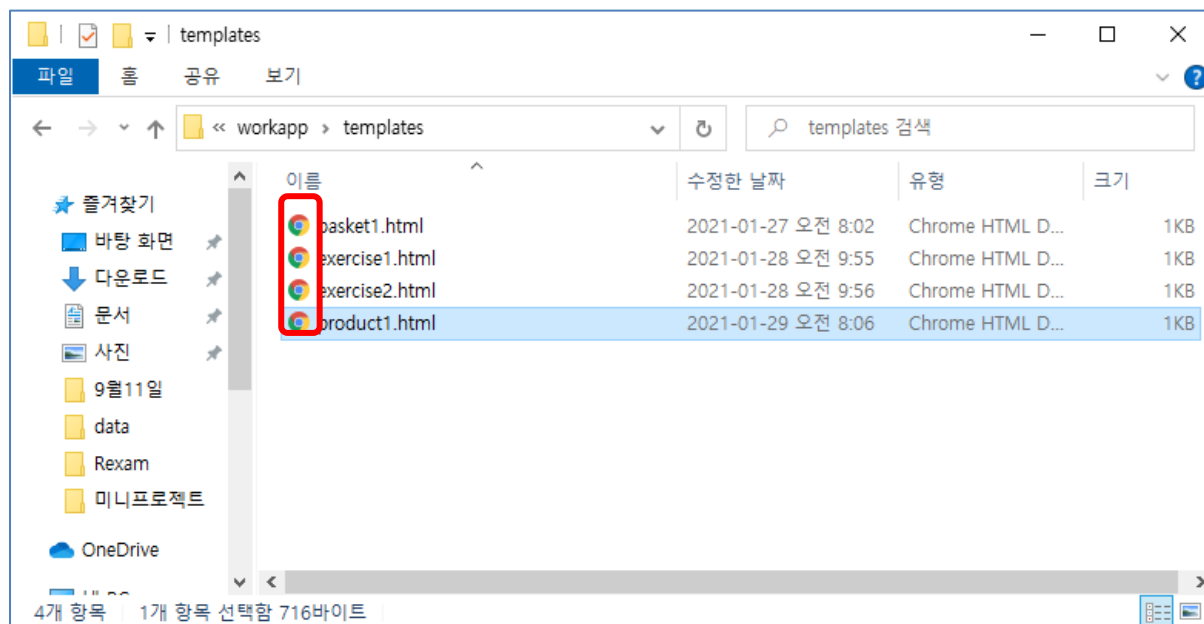 templates
파일 홈 공유 보기
« workapp › templates templates 검색
이름 수정한 날짜 유형 크기
즐겨찾기
바탕 화면
다운로드
문서
사진
9월11일
data
Rexam
미니프로젝트
OneDrive
basket1.html 2021-01-27 오전 8:02 Chrome HTML D... 1KB
exercise1.html 2021-01-28 오전 9:55 Chrome HTML D... 1KB
exercise2.html 2021-01-28 오전 9:56 Chrome HTML D... 1KB
product1.html 2021-01-29 오전 8:06 Chrome HTML D... 1KB
4개 항목 1개 항목 선택함 716바이트